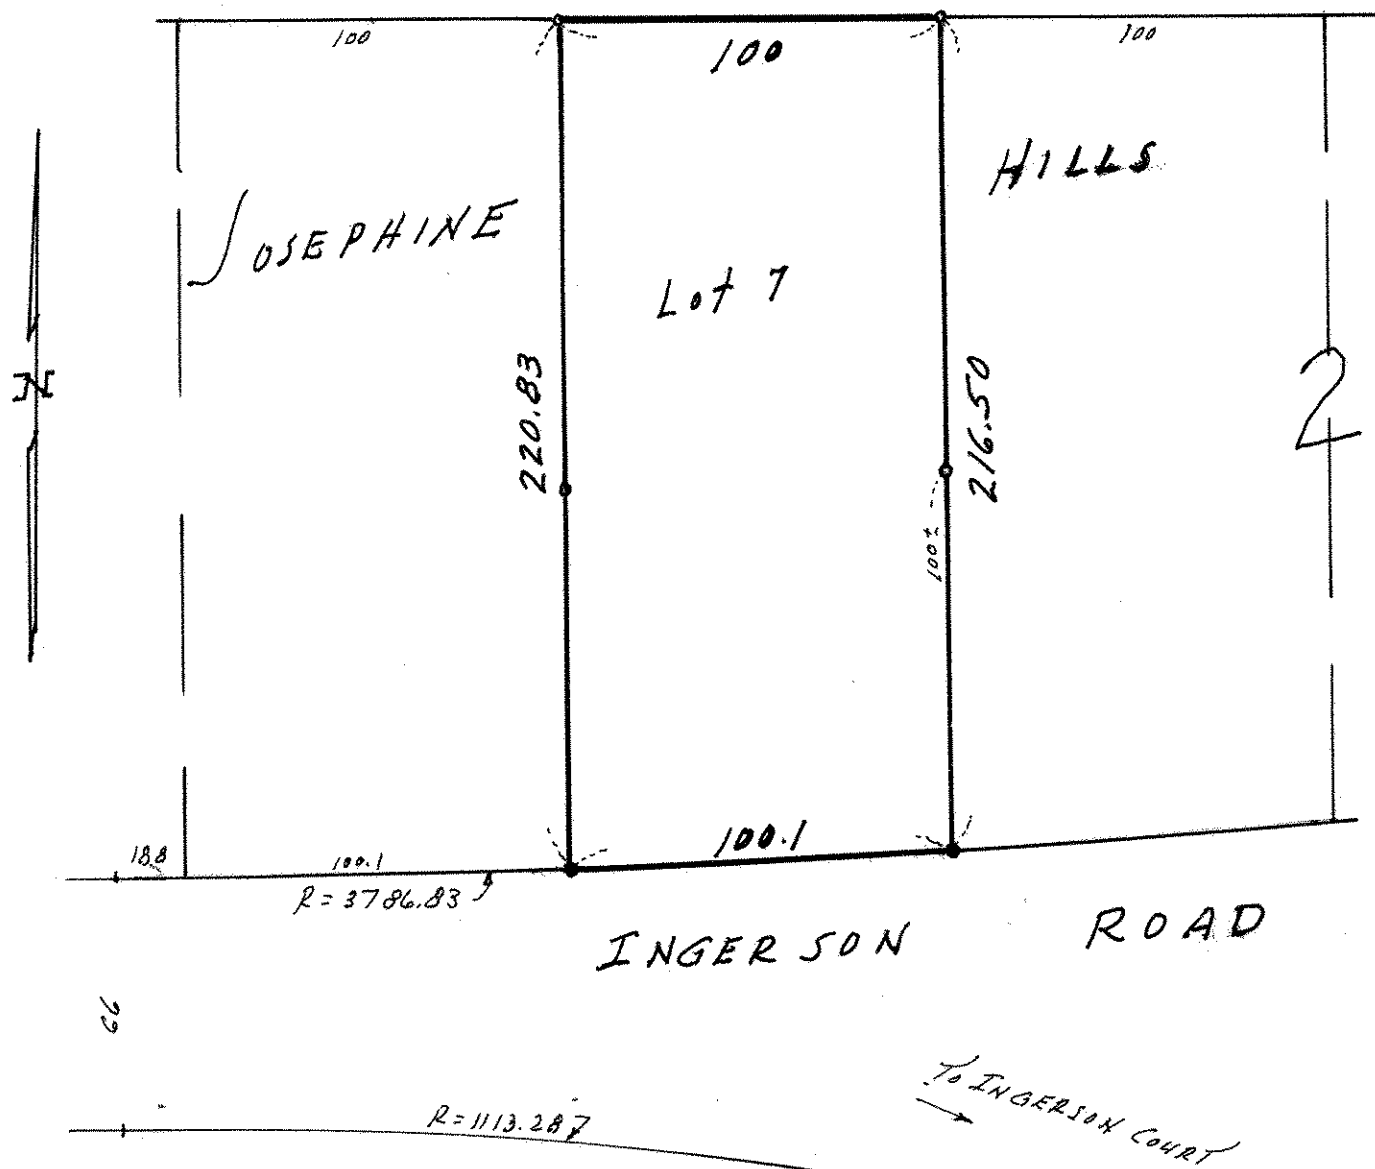 100 100 100
HILLS
JOSEPHINE
Lot 7
N
220.83
216.50
2
100±
18.8 100.1 100.1
R = 3786.83
INGERSON ROAD
66
TO INGERSON COURT
R = 1113.287